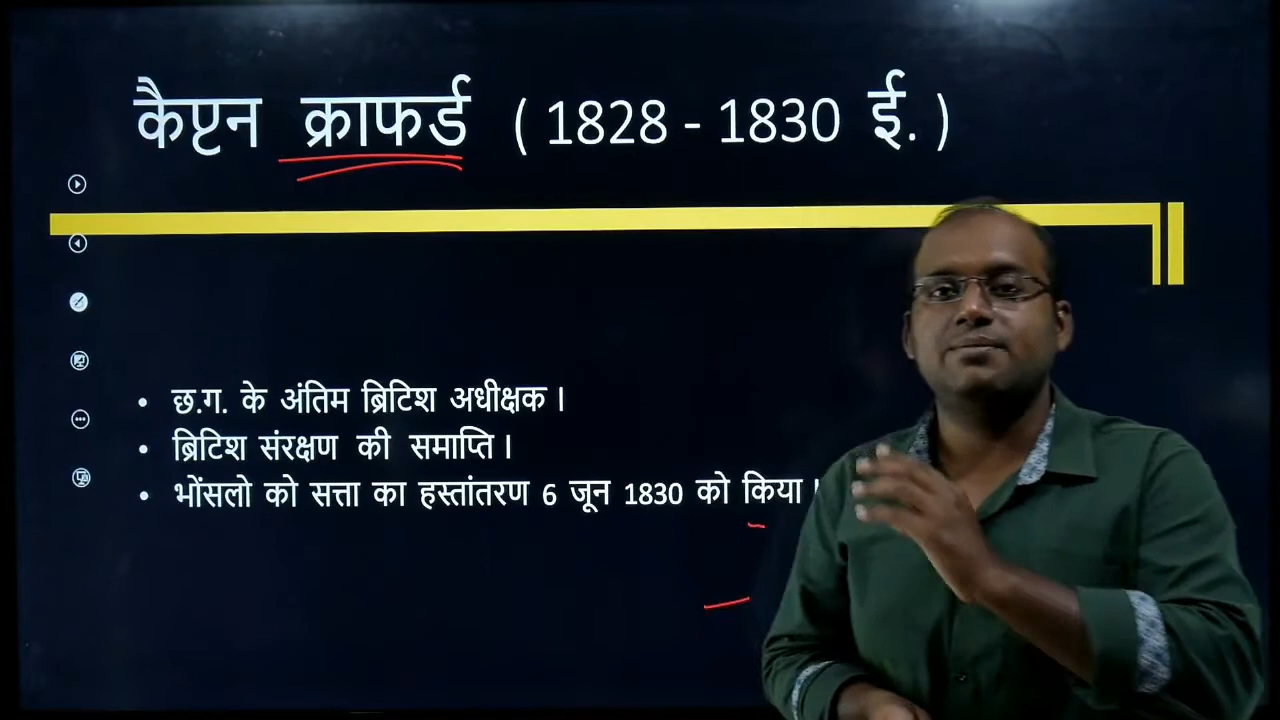 कैप्टन क्राफर्ड ( 1828 - 1830 ई. )
• छ.ग. के अंतिम ब्रिटिश अधीक्षक ।
• ब्रिटिश संरक्षण की समाप्ति ।
• भोंसलो को सत्ता का हस्तांतरण 6 जून 1830 को किया ।